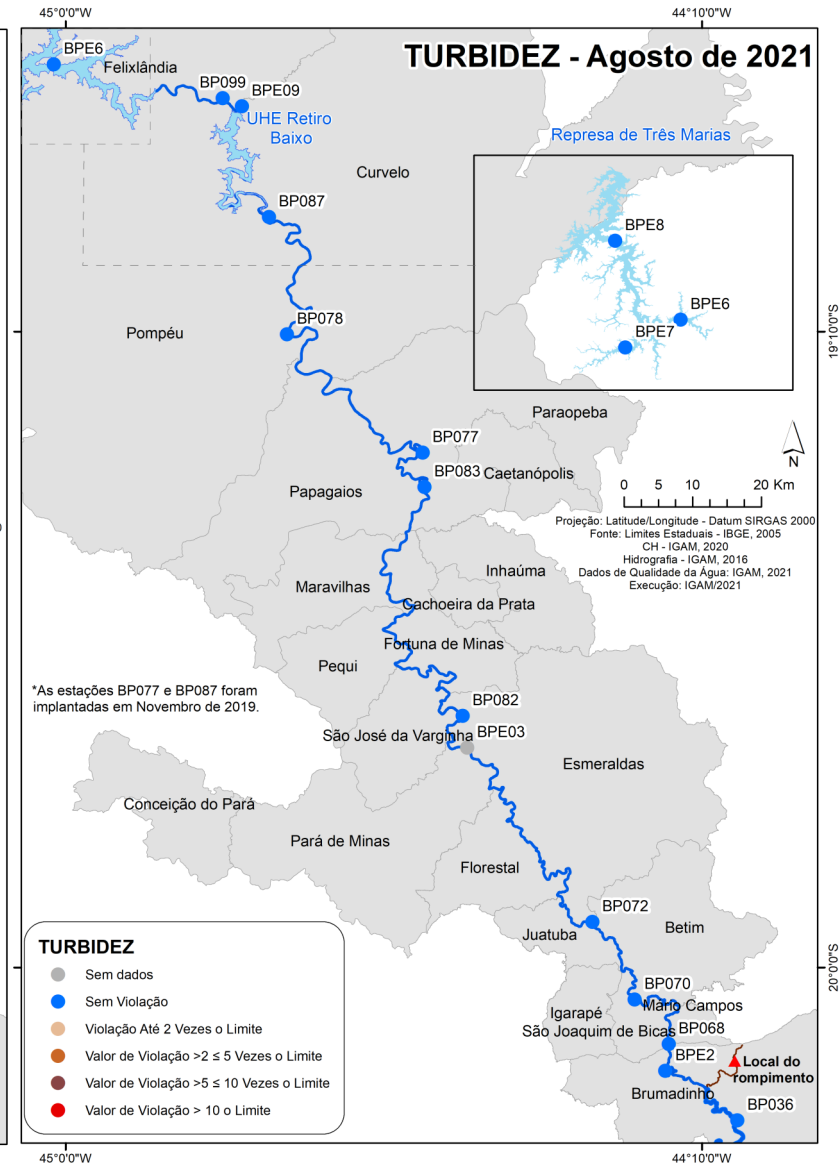 45°0'0"W
44°10'0"W
TURBIDEZ - Agosto de 2021
BPE6
Felixlândia
BP099
BPE09
UHE Retiro
Baixo
Represa de Três Marias
Curvelo
BP087
BPE8
BPE6
BPE7
BP078
Pompéu
19°10'0"S
Paraopeba
BP077
N
BP083
Caetanópolis
Papagaios
0 5 10 20 Km
Projeção: Latitude/Longitude - Datum SIRGAS 2000
Fonte: Limites Estaduais - IBGE, 2005
CH - IGAM, 2020
Hidrografia - IGAM, 2016
Dados de Qualidade da Água: IGAM, 2021
Execução: IGAM/2021
Inhaúma
Maravilhas
Cachoeira da Prata
Fortuna de Minas
Pequi
*As estações BP077 e BP087 foram
implantadas em Novembro de 2019.
BP082
São José da Varginha
BPE03
Esmeraldas
Conceição do Pará
Pará de Minas
Florestal
BP072
Juatuba
Betim
20°0'0"S
BP070
Mário Campos
Igarapé
São Joaquim de Bicas
BP068
BPE2
Local do
rompimento
Brumadinho
BP036
TURBIDEZ
Sem dados
Sem Violação
Violação Até 2 Vezes o Limite
Valor de Violação >2 ≤ 5 Vezes o Limite
Valor de Violação >5 ≤ 10 Vezes o Limite
Valor de Violação > 10 o Limite
45°0'0"W
44°10'0"W